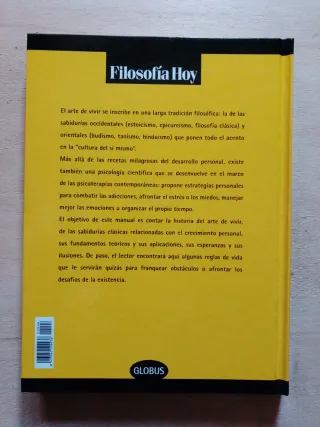 Filosofía Hoy
El arte de vivir se inscribe en una larga tradición filosófica: la de las
sabidurías occidentales (estoicismo, epicureísmo, filosofía clásica) y
orientales (budismo, taoísmo, hinduismo) que ponen todo el acento
en la "cultura del sí mismo".
Más allá de las recetas milagrosas del desarrollo personal, existe
también una psicología científica que se desenvuelve en el marco
de las psicoterapias contemporáneas: propone estrategias personales
para combatir las adicciones, afrontar el estrés o los miedos, manejar
mejor las emociones u organizar el propio tiempo.
El objetivo de este manual es contar la historia del arte de vivir,
de las sabidurías clásicas relacionadas con el crecimiento personal,
sus fundamentos teóricos y sus aplicaciones, sus esperanzas y sus
ilusiones. De paso, el lector encontrará aquí algunas reglas de vida
que le servirán quizás para franquear obstáculos o afrontar los
desafíos de la existencia.
GLOBUS